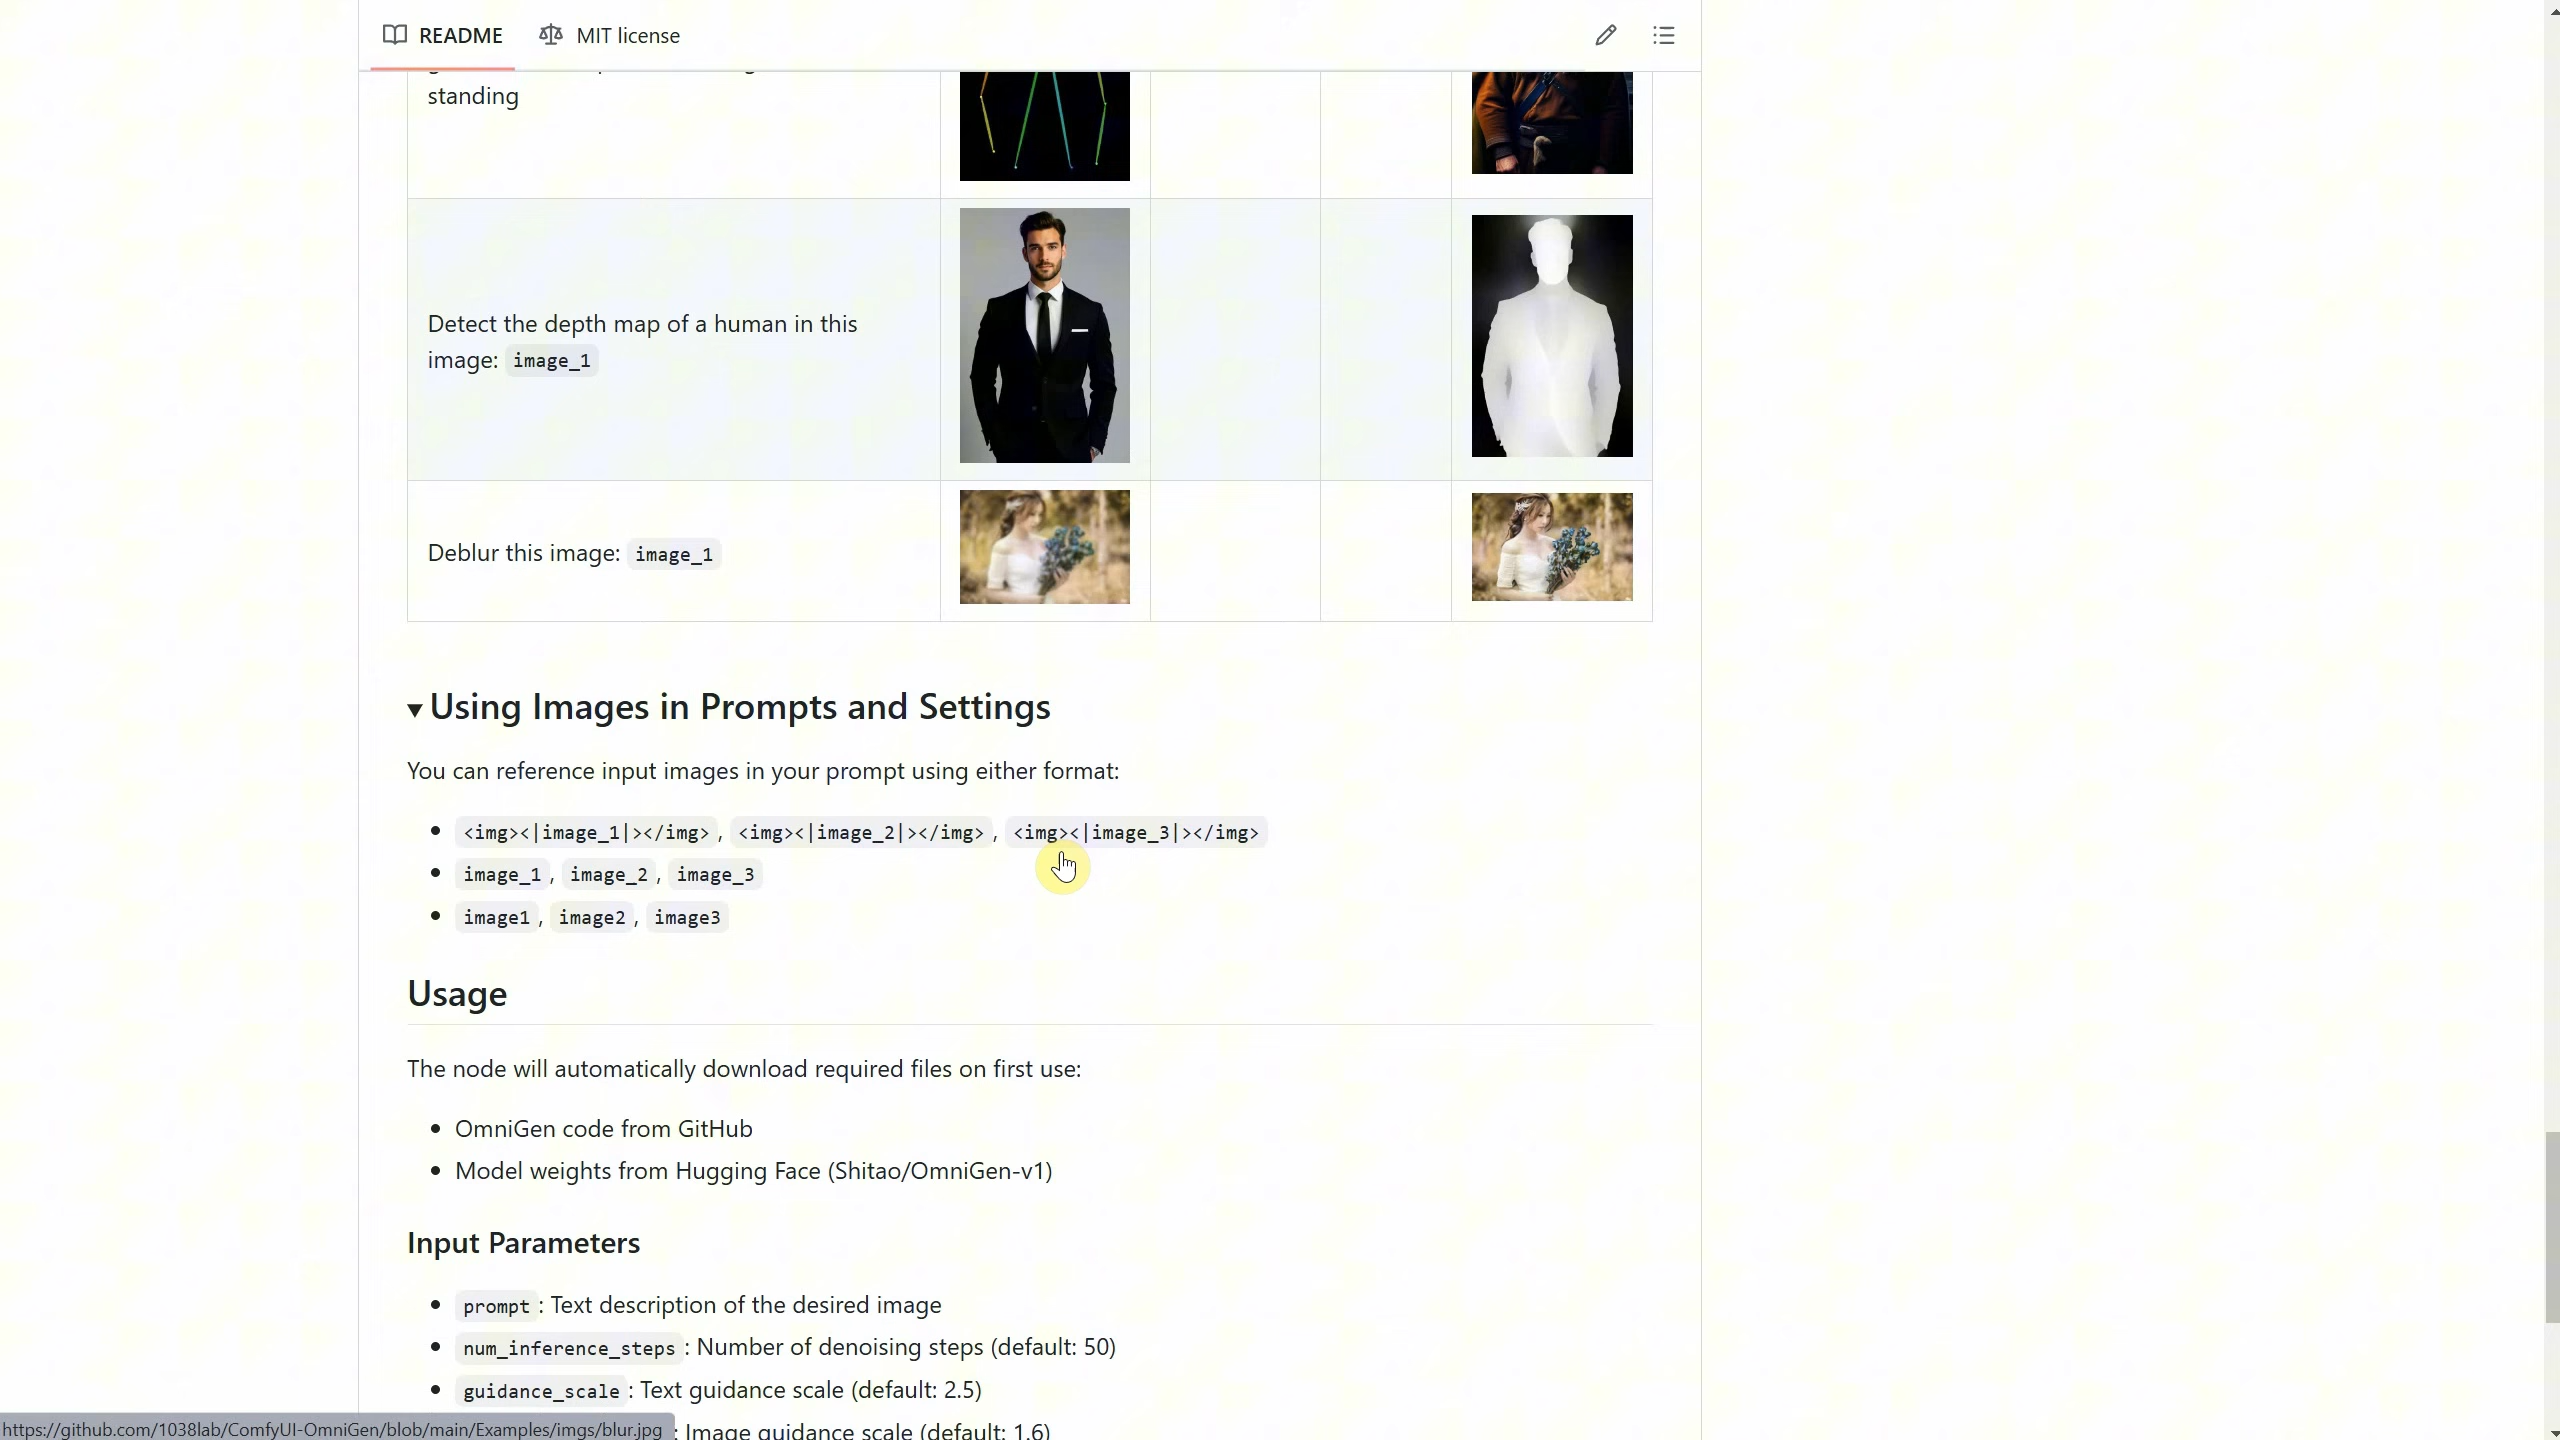 README MIT license
standing
Detect the depth map of a human in this
image: image_1
Deblur this image: image_1
Using Images in Prompts and Settings
You can reference input images in your prompt using either format:
<img><|image_1|></img> , <img><|image_2|></img> , <img><|image_3|></img>
image_1 , image_2 , image_3
image1 , image2 , image3
Usage
The node will automatically download required files on first use:
OmniGen code from GitHub
Model weights from Hugging Face (Shitao/OmniGen-v1)
Input Parameters
prompt : Text description of the desired image
num_inference_steps : Number of denoising steps (default: 50)
guidance_scale : Text guidance scale (default: 2.5)
: Image guidance scale (default: 1.6)
https://github.com/1038lab/ComfyUI-OmniGen/blob/main/Examples/imgs/blur.jpg